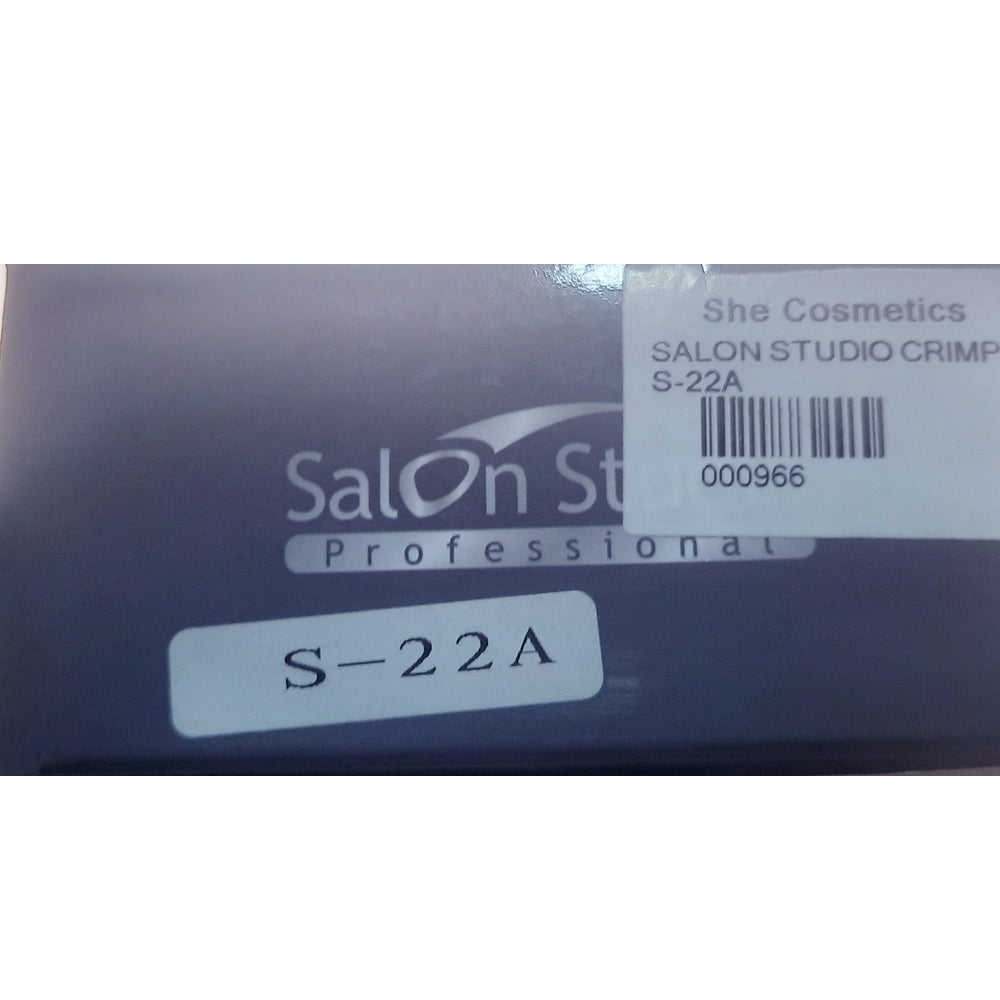 She Cosmetics
SALON STUDIO CRIMP
S-22A
000966
Salon St
Professional
S-22A